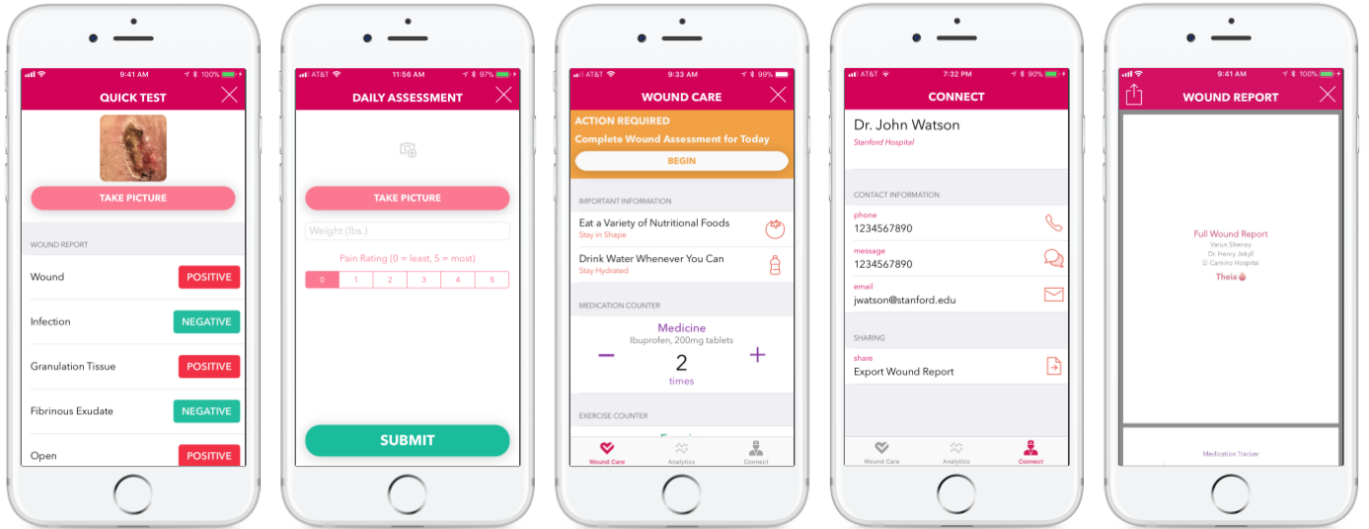 9:41 AM
100%
QUICK TEST
TAKE PICTURE
WOUND REPORT
Wound POSITIVE
Infection NEGATIVE
Granulation Tissue POSITIVE
Fibrinous Exudate NEGATIVE
Open POSITIVE
AT&T 11:56 AM 97%
DAILY ASSESSMENT
TAKE PICTURE
Weight (lbs.)
Pain Rating (0 = least, 5 = most)
0 1 2 3 4 5
SUBMIT
AT&T 9:33 AM 99%
WOUND CARE
ACTION REQUIRED
Complete Wound Assessment for Today
BEGIN
IMPORTANT INFORMATION
Eat a Variety of Nutritional Foods
Stay in Shape
Drink Water Whenever You Can
Stay Hydrated
MEDICATION COUNTER
Medicine
Ibuprofen, 200mg tablets
− 2 +
times
EXERCISE COUNTER
Wound Care Analytics Connect
AT&T 7:32 PM 90%
CONNECT
Dr. John Watson
Stanford Hospital
CONTACT INFORMATION
phone
1234567890
message
1234567890
email
jwatson@stanford.edu
SHARING
share
Export Wound Report
Wound Care Analytics Connect
9:41 AM 100%
WOUND REPORT
Full Wound Report
Varun Shenoy
Dr. Henry Jekyll
El Camino Hospital
Theia
Medication Tracker